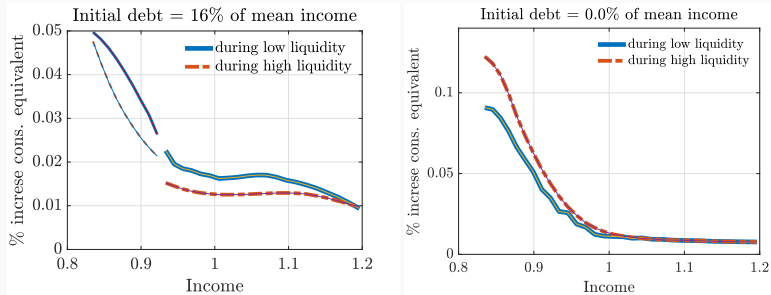 Initial debt = 16% of mean income
% increse cons. equivalent
0.05
0.04
0.03
0.02
0.01
0
during low liquidity
during high liquidity
0.8
0.9
1
1.1
1.2
Income
Initial debt = 0.0% of mean income
% increse cons. equivalent
0.1
0.05
0
during low liquidity
during high liquidity
0.8
0.9
1
1.1
1.2
Income